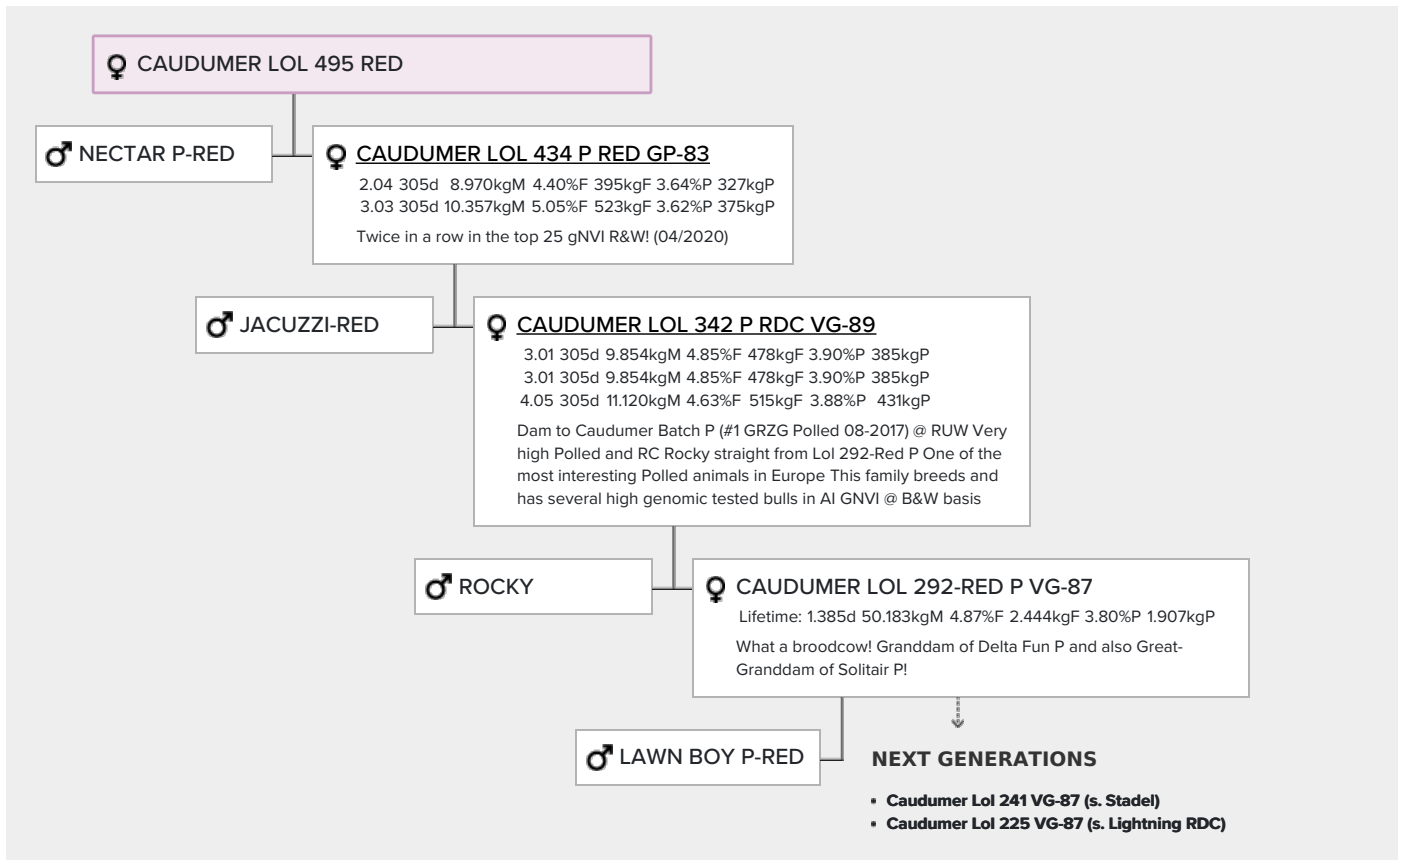 CAUDUMER LOL 495 RED
NECTAR P-RED
CAUDUMER LOL 434 P RED GP-83
2.04 305d 8.970kgM 4.40%F 395kgF 3.64%P 327kgP
3.03 305d 10.357kgM 5.05%F 523kgF 3.62%P 375kgP
Twice in a row in the top 25 gNVI R&W! (04/2020)
JACUZZI-RED
CAUDUMER LOL 342 P RDC VG-89
3.01 305d 9.854kgM 4.85%F 478kgF 3.90%P 385kgP
3.01 305d 9.854kgM 4.85%F 478kgF 3.90%P 385kgP
4.05 305d 11.120kgM 4.63%F 515kgF 3.88%P 431kgP
Dam to Caudumer Batch P (#1 GRZG Polled 08-2017) @ RUW Very
high Polled and RC Rocky straight from Lol 292-Red P One of the
most interesting Polled animals in Europe This family breeds and
has several high genomic tested bulls in AI GNVI @ B&W basis
ROCKY
CAUDUMER LOL 292-RED P VG-87
Lifetime: 1.385d 50.183kgM 4.87%F 2.444kgF 3.80%P 1.907kgP
What a broodcow! Granddam of Delta Fun P and also Great-
Granddam of Solitair P!
LAWN BOY P-RED
NEXT GENERATIONS
• Caudumer Lol 241 VG-87 (s. Stadel)
• Caudumer Lol 225 VG-87 (s. Lightning RDC)